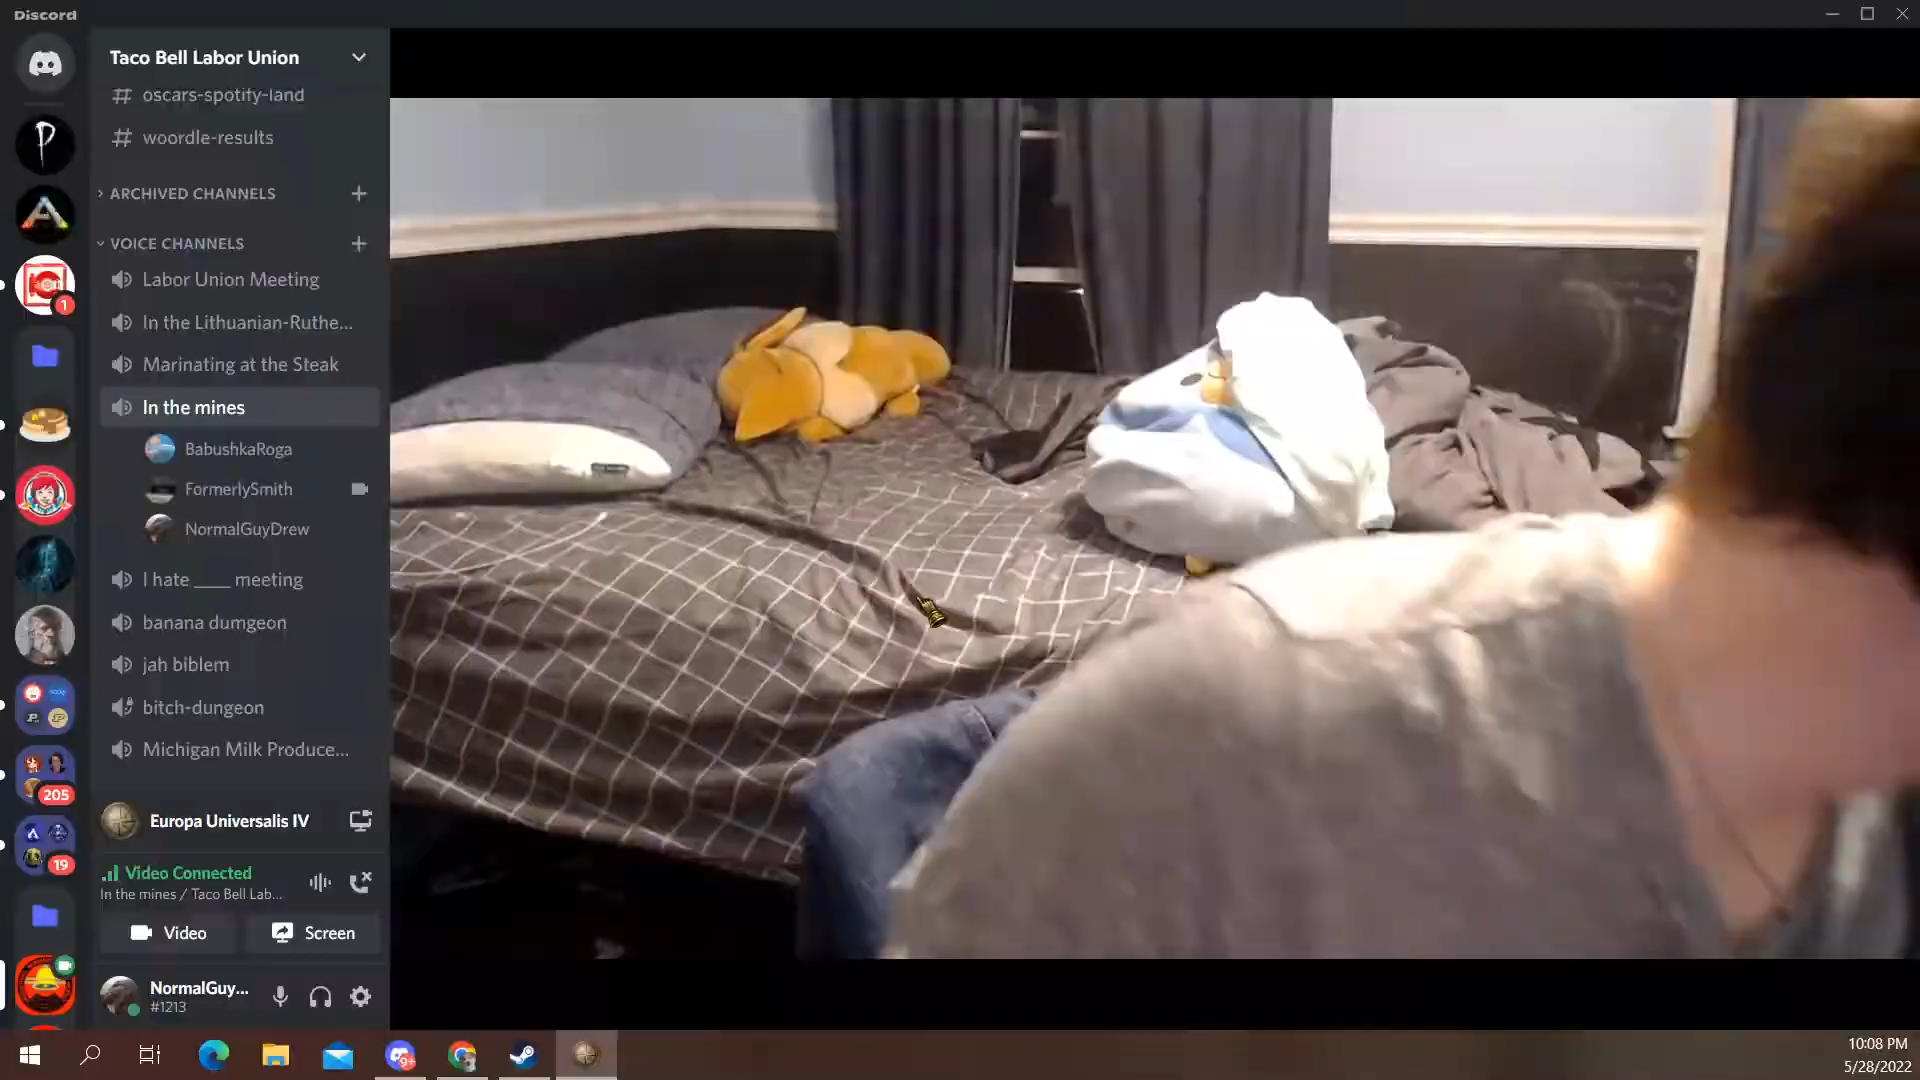 Discord
Taco Bell Labor Union
oscars-spotify-land
woordle-results
ARCHIVED CHANNELS
VOICE CHANNELS
Labor Union Meeting
In the Lithuanian-Ruthe...
Marinating at the Steak
In the mines
BabushkaRoga
FormerlySmith
NormalGuyDrew
I hate ____ meeting
banana dumgeon
jah biblem
bitch-dungeon
Michigan Milk Produce...
Europa Universalis IV
Video Connected
In the mines / Taco Bell Lab...
Video
Screen
NormalGuy...
#1213
1
205
19
9+
10:08 PM
5/28/2022